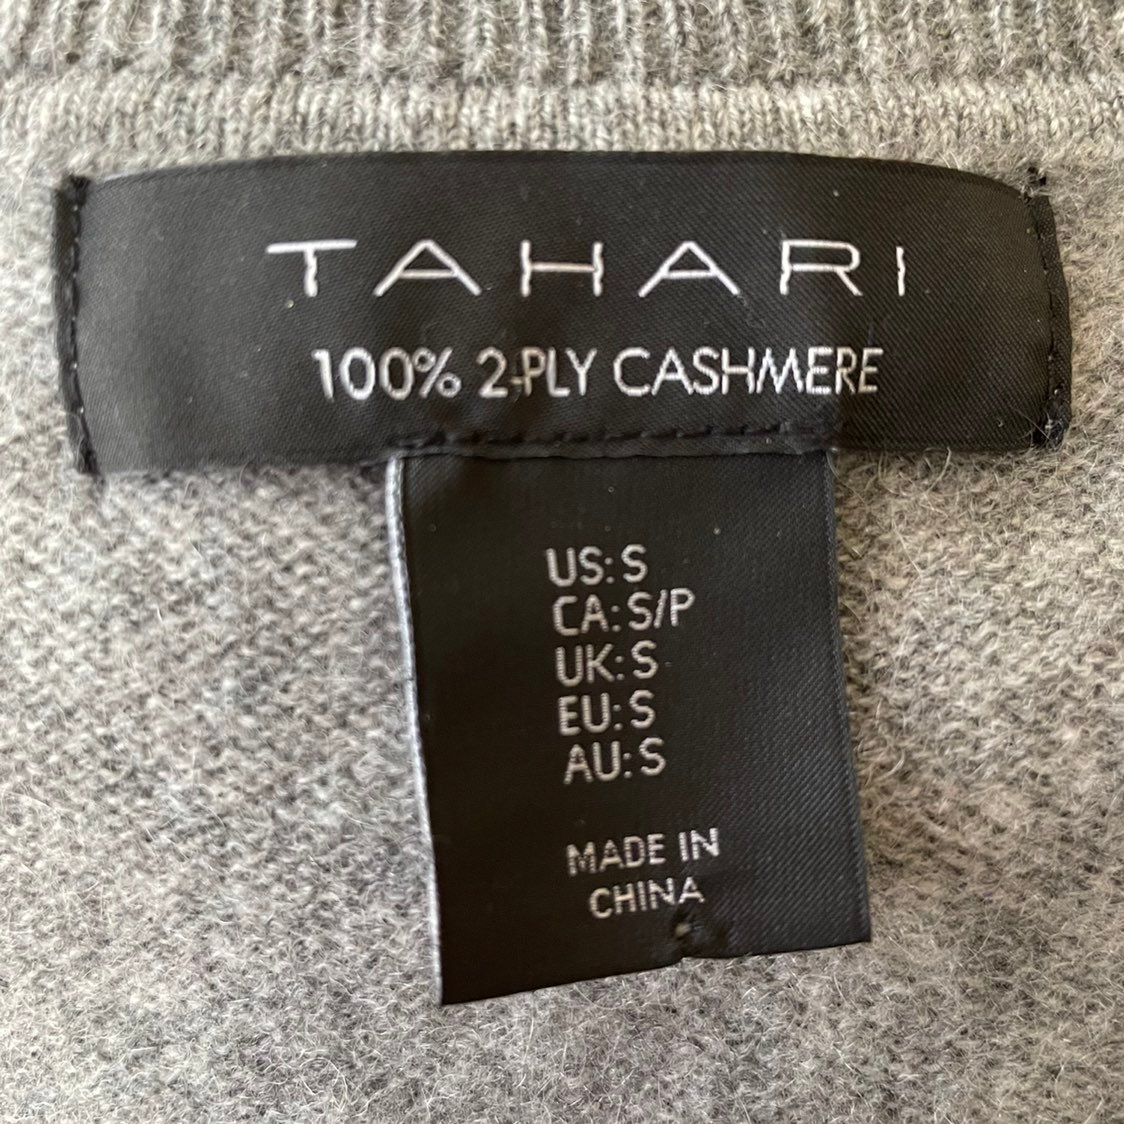 TAHARI
100% 2-PLY CASHMERE
US: S
CA: S/P
UK: S
EU: S
AU: S
MADE IN
CHINA